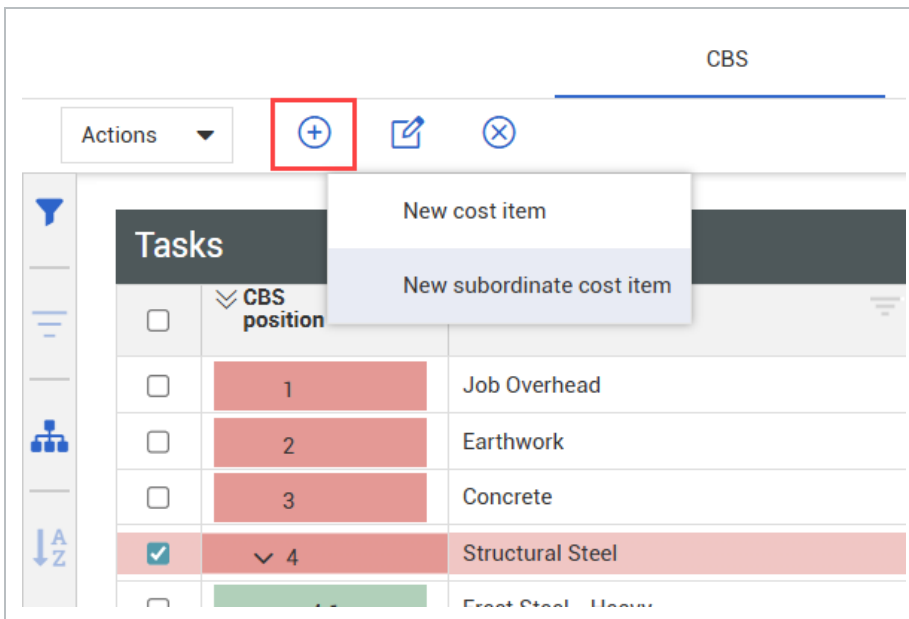 CBS
Actions
New cost item
Tasks
New subordinate cost item
CBS
position
1 Job Overhead
2 Earthwork
3 Concrete
A
Z
4 Structural Steel